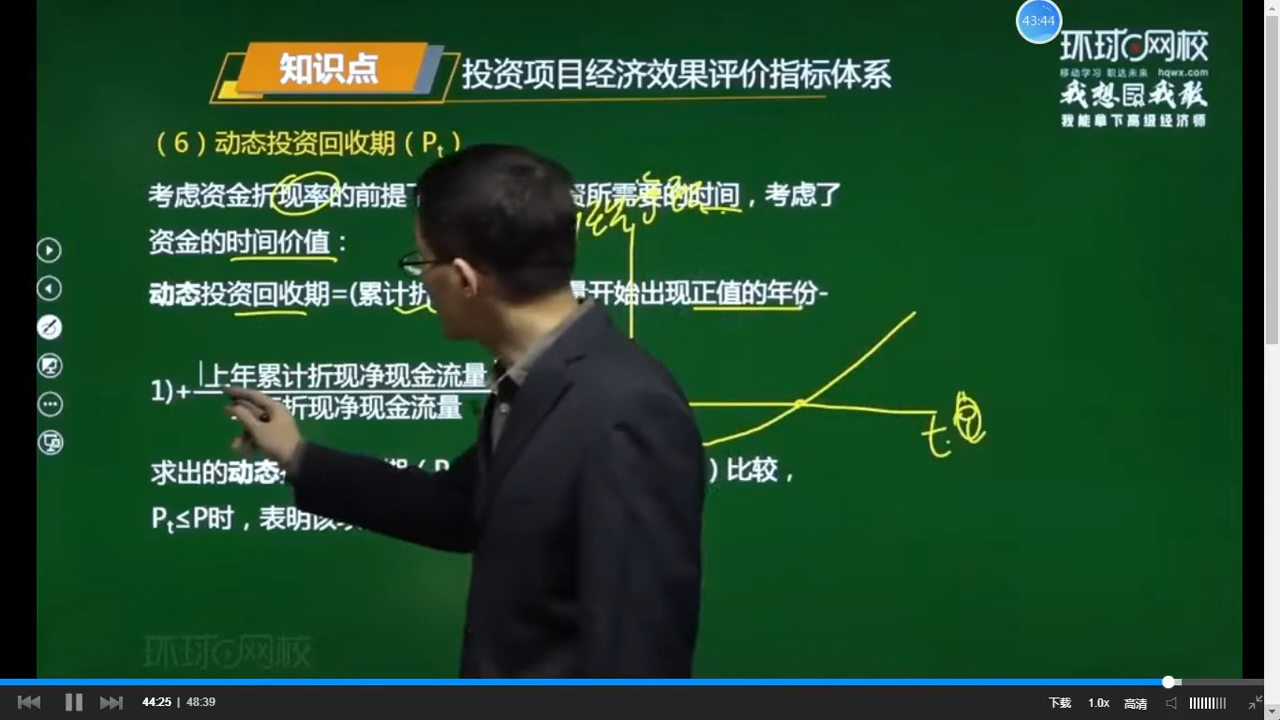 43:44
环球网校
移动学习 职达未来 hqwx.com
我想 我敢
我能拿下高级经济师
知识点
投资项目经济效果评价指标体系
（6）动态投资回收期（Pt）
考虑资金折现率的前提 资所需要的时间，考虑了
资金的时间价值：
动态投资回收期=(累计折 量开始出现正值的年份-
1)+ |上年累计折现净现金流量
折现净现金流量
求出的动态 期（P ）比较，
Pt≤P时，表明该项
t
环球网校
44:25 | 48:39
下载 1.0x 高清